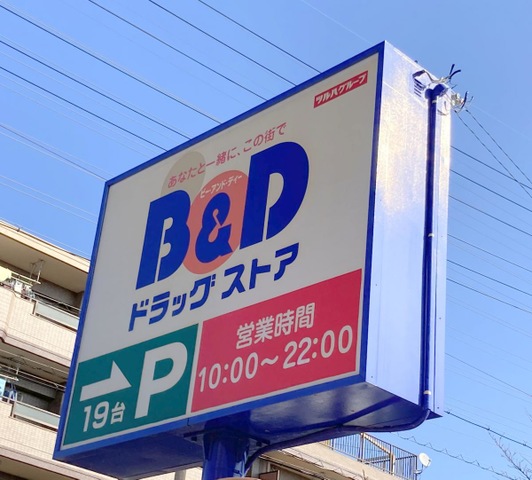 ツルハグループ
あなたと一緒に、この街で
ビー・アンド・ディー
B&D
ドラッグストア
営業時間
10:00～22:00
P
19台